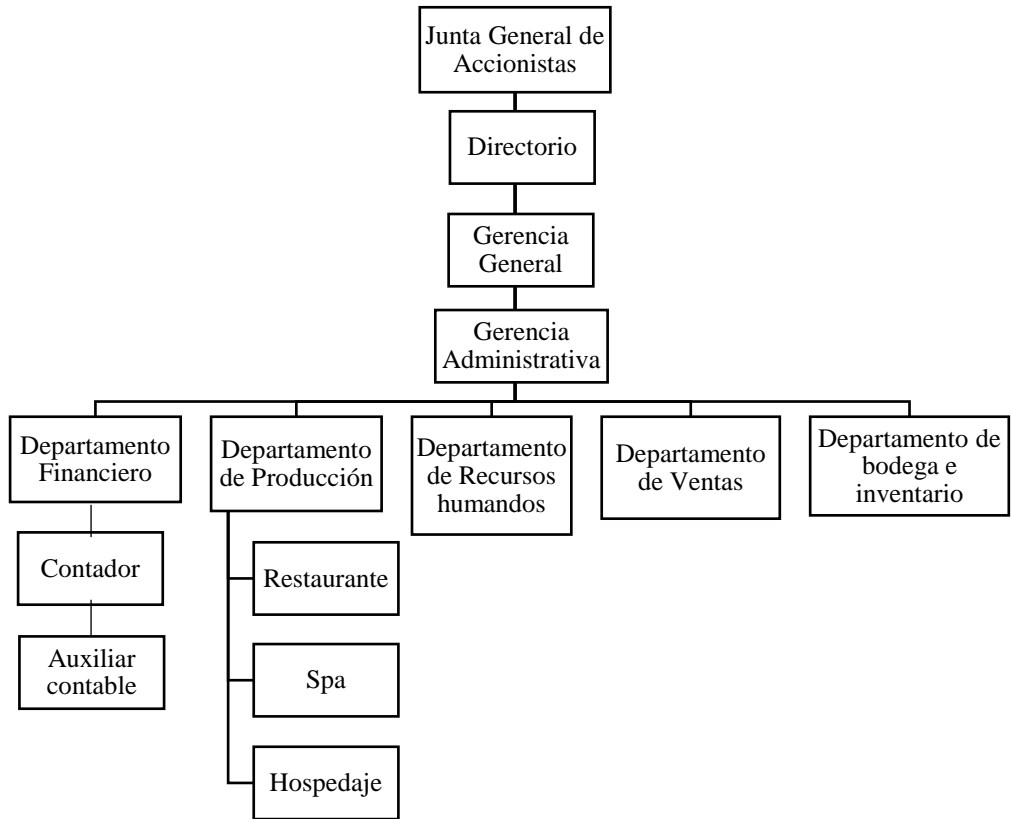 Junta General de
Accionistas
Directorio
Gerencia
General
Gerencia
Administrativa
Departamento
Financiero
Departamento
de Producción
Departamento
de Recursos
humandos
Departamento
de Ventas
Departamento de
bodega e
inventario
Contador
Auxiliar
contable
Restaurante
Spa
Hospedaje